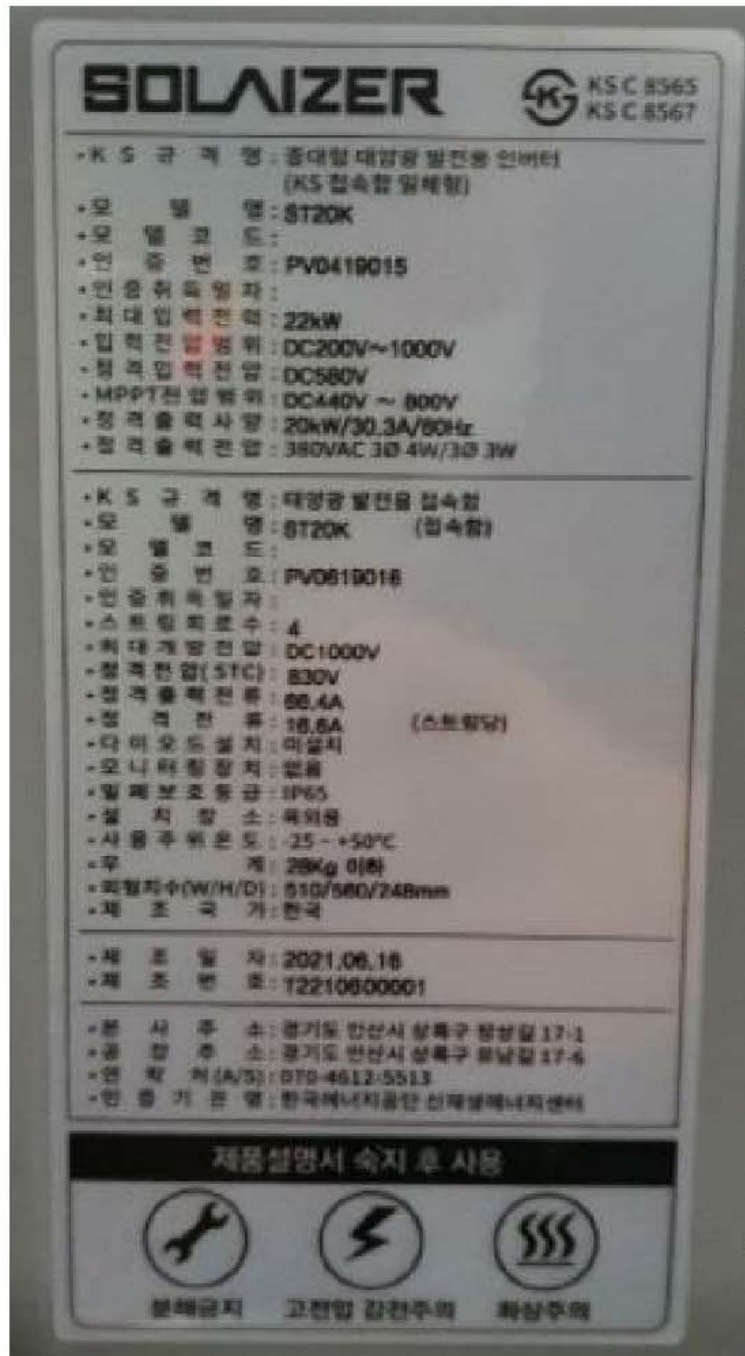 SOLAIZER
KS C 8565
KS C 8567
•KS규격명 : 중대형 태양광 발전용 인버터
(KS 접속함 일체형)
•모델명 : ST20K
•모델코드 :
•인증번호 : PV0419015
•인증취득일자 :
•최대입력전력 : 22kW
•입력전압범위 : DC200V~1000V
•정격입력전압 : DC580V
•MPPT전압범위 : DC440V ~ 800V
•정격출력사양 : 20kW/30.3A/60Hz
•정격출력전압 : 380VAC 3Ø 4W/3Ø 3W
•KS규격명 : 태양광 발전용 접속함
•모델명 : ST20K (접속함)
•모델코드 :
•인증번호 : PV0619016
•인증취득일자 :
•스트링회로수 : 4
•최대개방전압 : DC1000V
•정격전압(STC) : 830V
•정격출력전류 : 66.4A
•정격전류 : 16.6A (스트링당)
•다이오드설치 : 미설치
•모니터링장치 : 없음
•밀폐보호등급 : IP65
•설치장소 : 옥외용
•사용주위온도 : -25 ~ +50℃
•무게 : 28Kg 이하
•외형치수(W/H/D) : 510/560/248mm
•제조국가 : 한국
•제조일자 : 2021.06.16
•제조번호 : T2210600001
•본사주소 : 경기도 안산시 상록구 17-1
•공장주소 : 경기도 안산시 상록구 17-6
•연락처(A/S) : 070-4612-5513
•인증기관명 : 한국에너지공단 신재생에너지센터
제품설명서 숙지 후 사용
분해금지
고전압 감전주의
화상주의